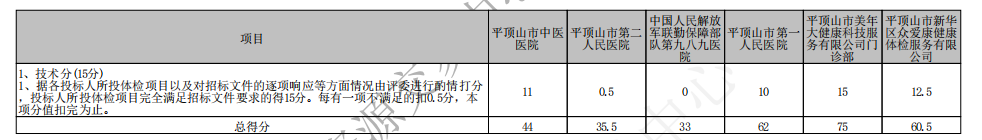 项目 平顶山市中医医院 平顶山市第二人民医院 中国人民解放军联勤保障部队第九八九医院 平顶山市第一人民医院 平顶山市美年大健康科技服务有限公司门诊部 平顶山市新华区众爱康健康体检服务有限公司
1、技术分(15分)
1、据各投标人所投体检项目以及对招标文件的逐项响应等方面情况由评委进行酌情打分
，投标人所投体检项目完全满足招标文件要求的得15分。每有一项不满足的扣0.5分，本
项分值扣完为止。
11 0.5 0 10 15 12.5
总得分 44 35.5 33 62 75 60.5